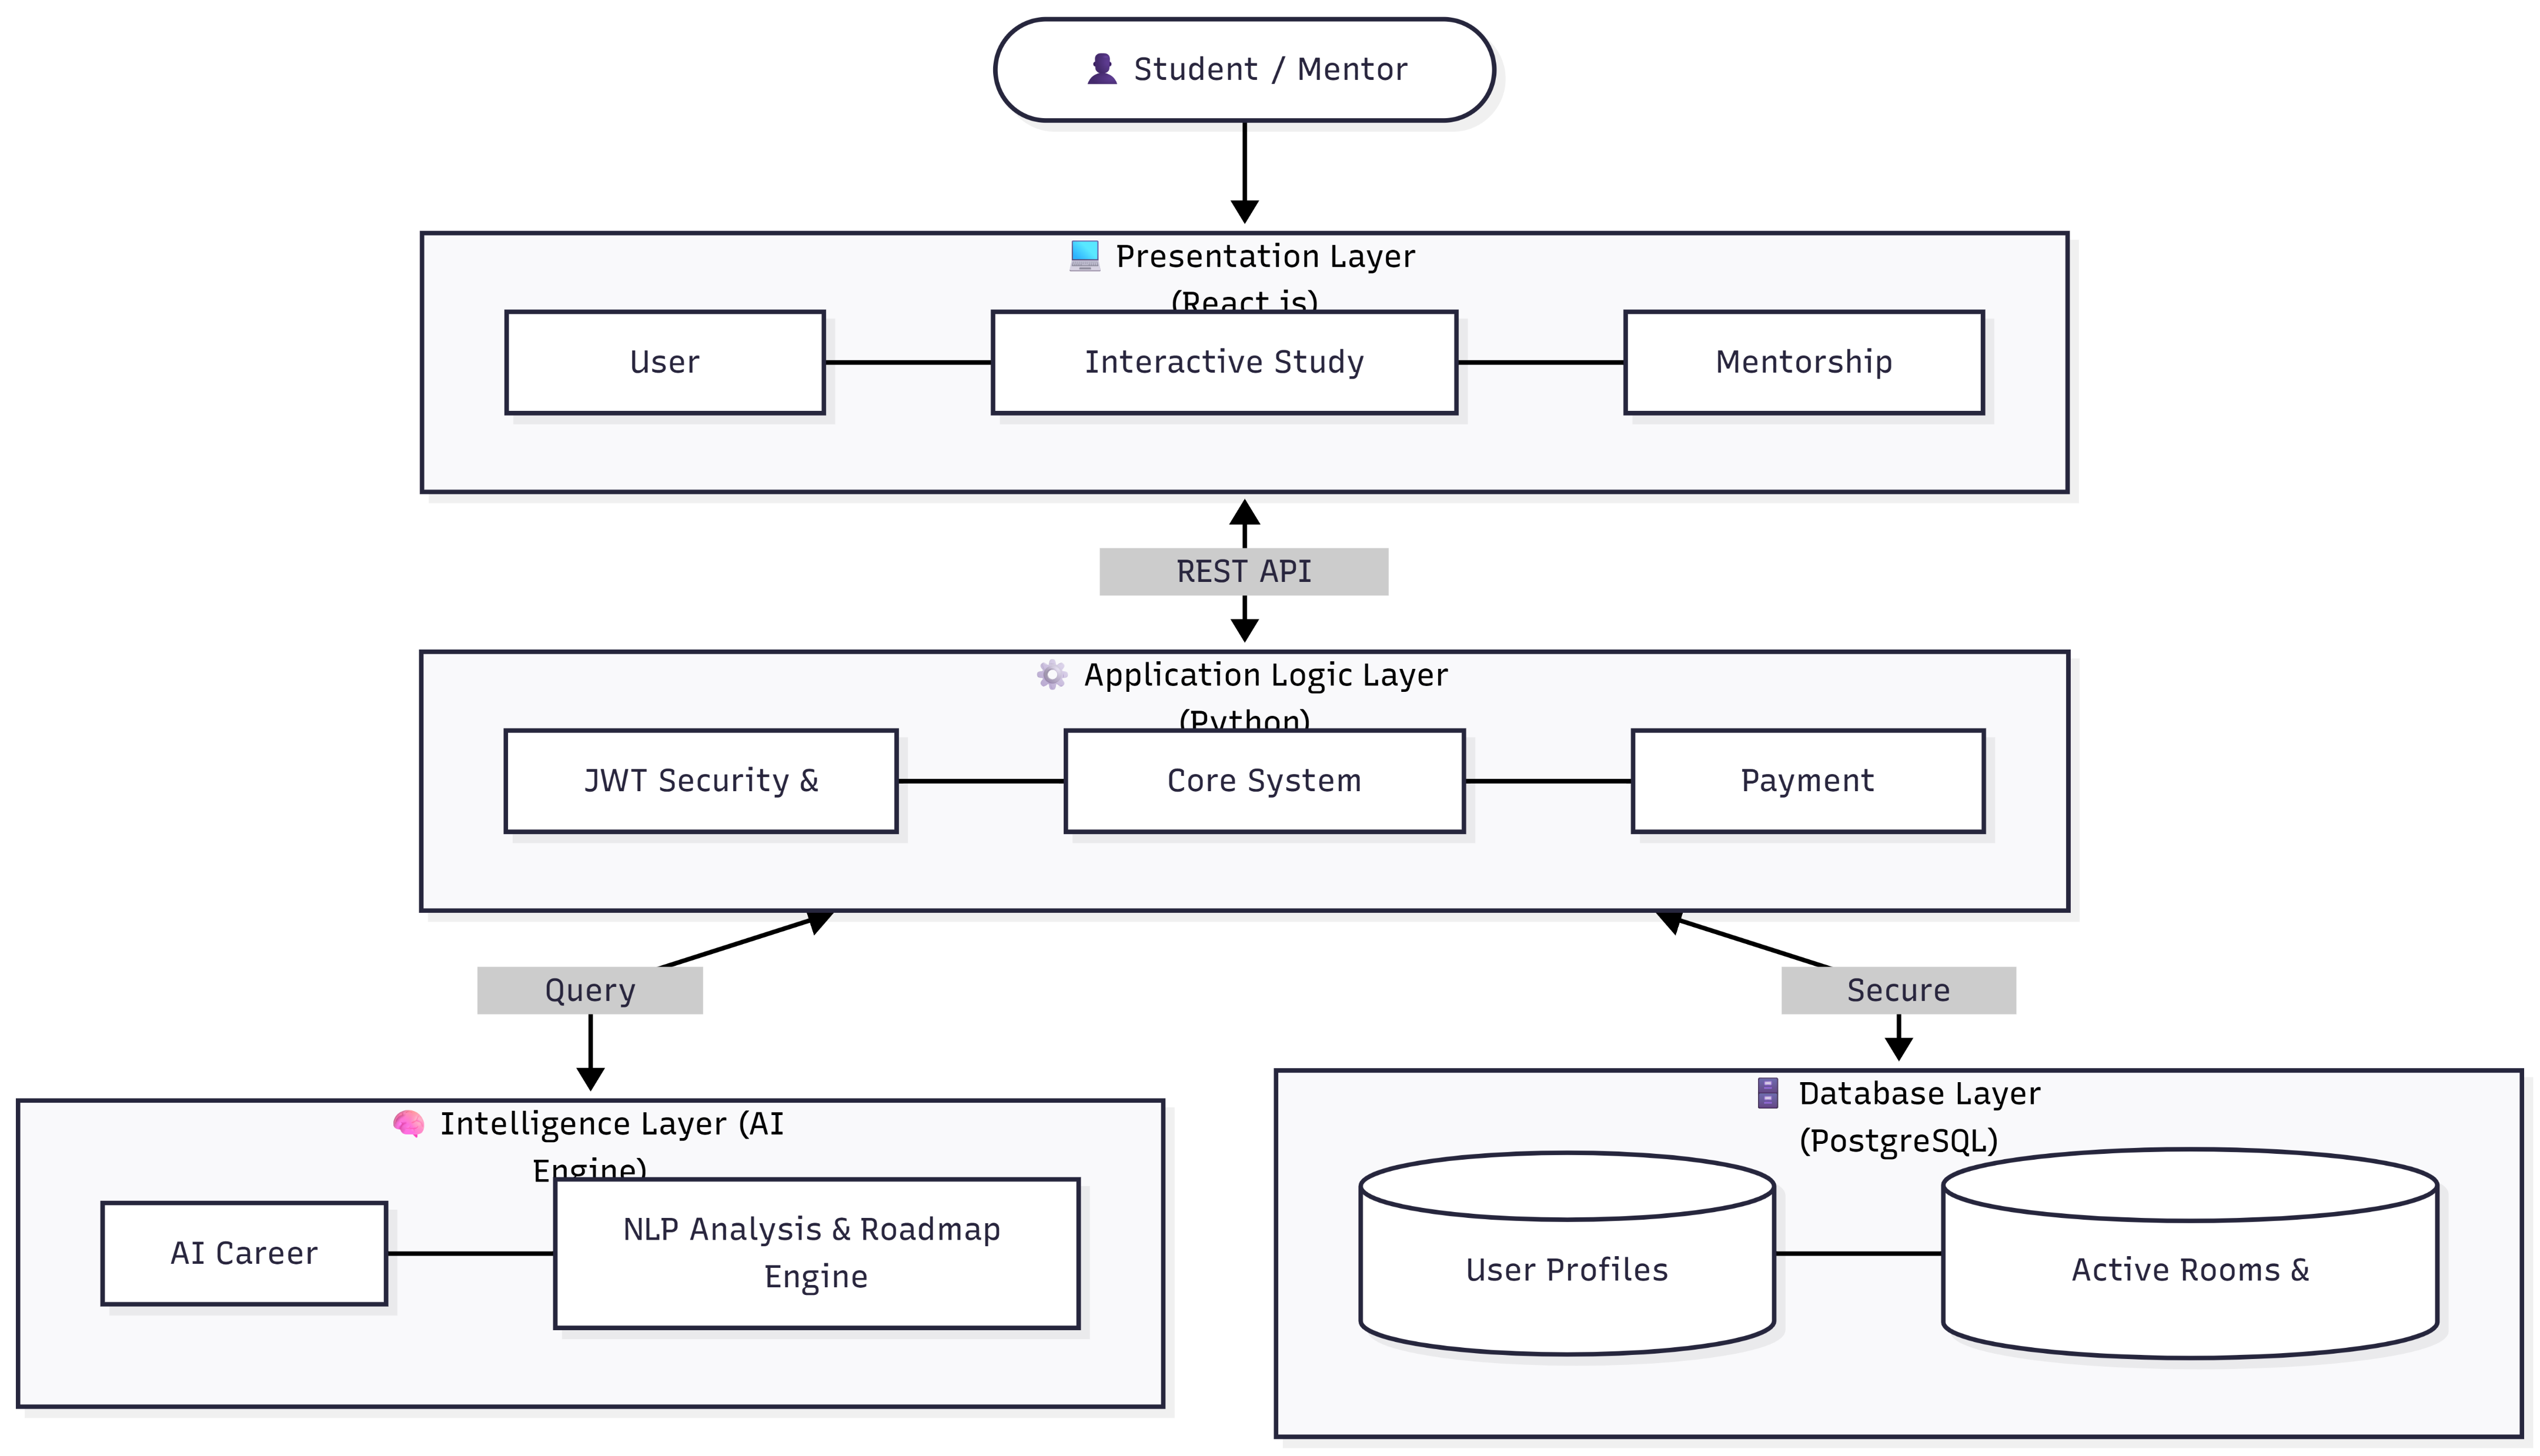 Student / Mentor
Presentation Layer
(React.js)
User
Interactive Study
Mentorship
REST API
Application Logic Layer
(Python)
JWT Security &
Core System
Payment
Query
Secure
Intelligence Layer (AI
Engine)
AI Career
NLP Analysis & Roadmap
Engine
Database Layer
(PostgreSQL)
User Profiles
Active Rooms &